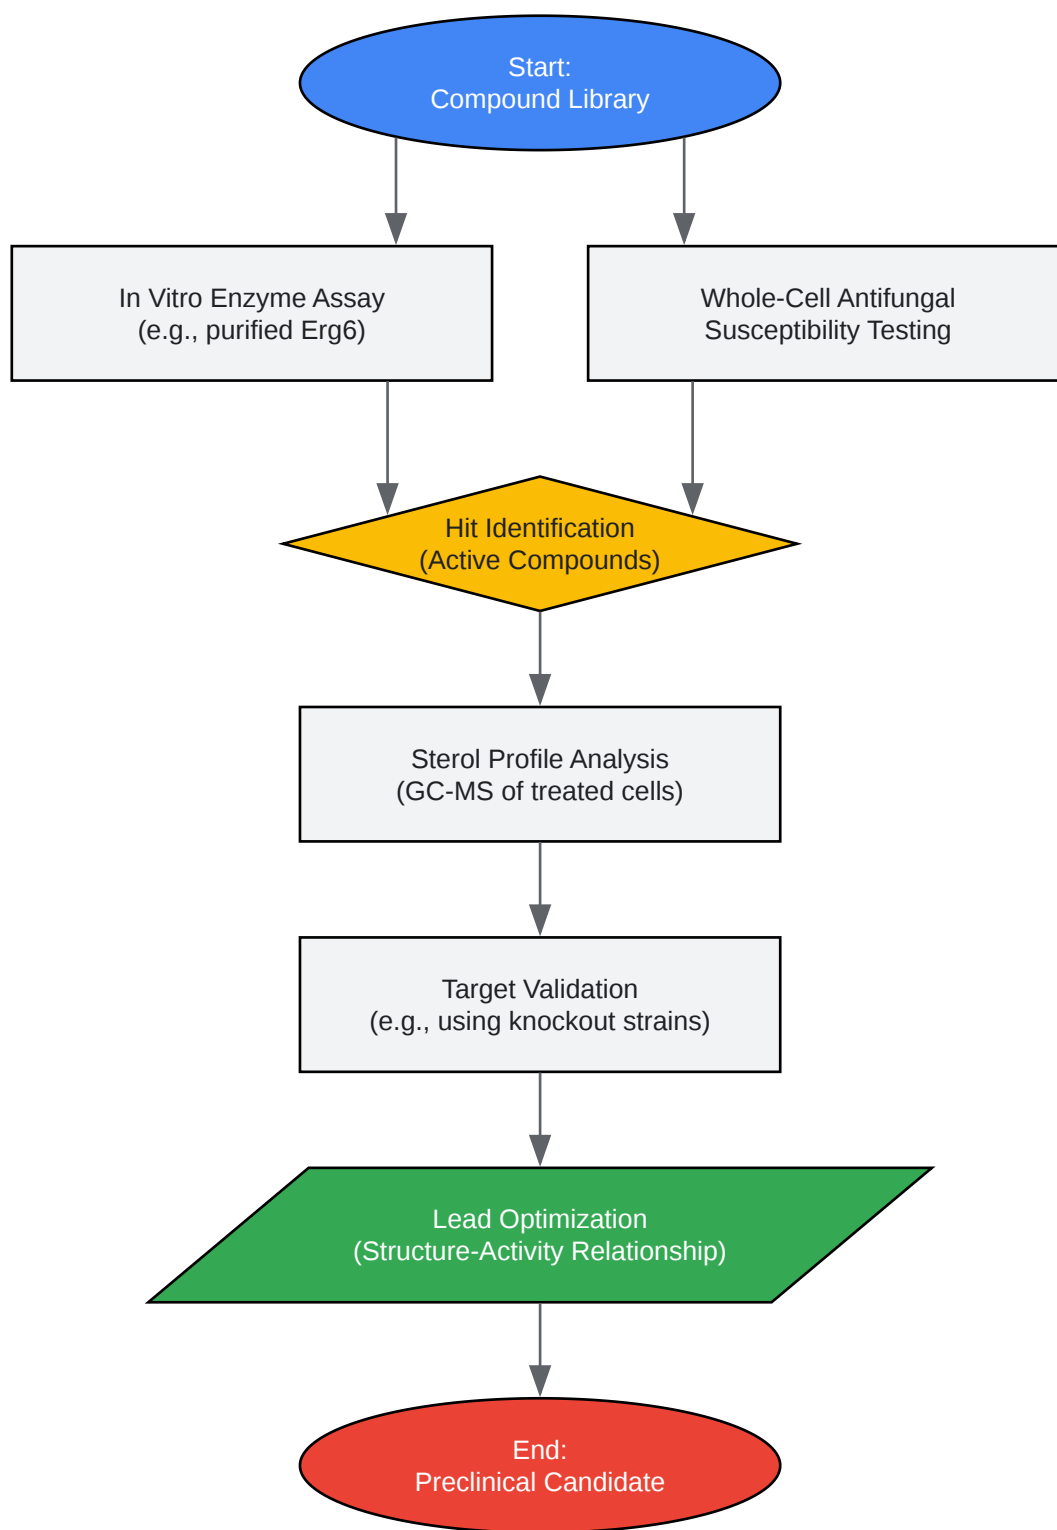 Start:
Compound Library
In Vitro Enzyme Assay
(e.g., purified Erg6)
Whole-Cell Antifungal
Susceptibility Testing
Hit Identification
(Active Compounds)
Sterol Profile Analysis
(GC-MS of treated cells)
Target Validation
(e.g., using knockout strains)
Lead Optimization
(Structure-Activity Relationship)
End:
Preclinical Candidate